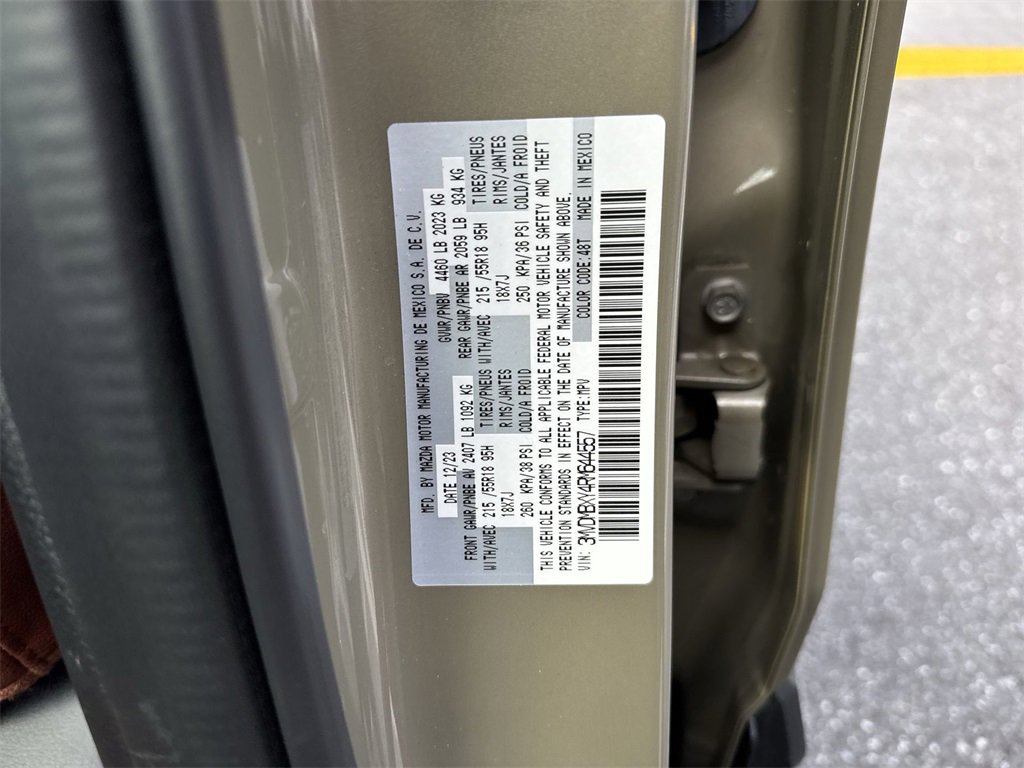 MFD. BY MAZDA MOTOR MANUFACTURING DE MEXICO S.A. DE C.V.
DATE 12/23 GVWR/PNBV 4460 LB 2023 KG
FRONT GAWR/PNBE AV 2407 LB 1092 KG REAR GAWR/PNBE AR 2059 LB 934 KG
WITH/AVEC 215 /55R18 95H TIRES/PNEUS WITH/AVEC 215 /55R18 95H TIRES/PNEUS
18X7J RIMS/JANTES 18X7J RIMS/JANTES
260 KPA/38 PSI COLD/A FROID 250 KPA/36 PSI COLD/A FROID
THIS VEHICLE CONFORMS TO ALL APPLICABLE FEDERAL MOTOR VEHICLE SAFETY AND THEFT
PREVENTION STANDARDS IN EFFECT ON THE DATE OF MANUFACTURE SHOWN ABOVE.
VIN: 3MVDMBXY4RM644557 TYPE:MPV COLOR CODE:48T MADE IN MEXICO